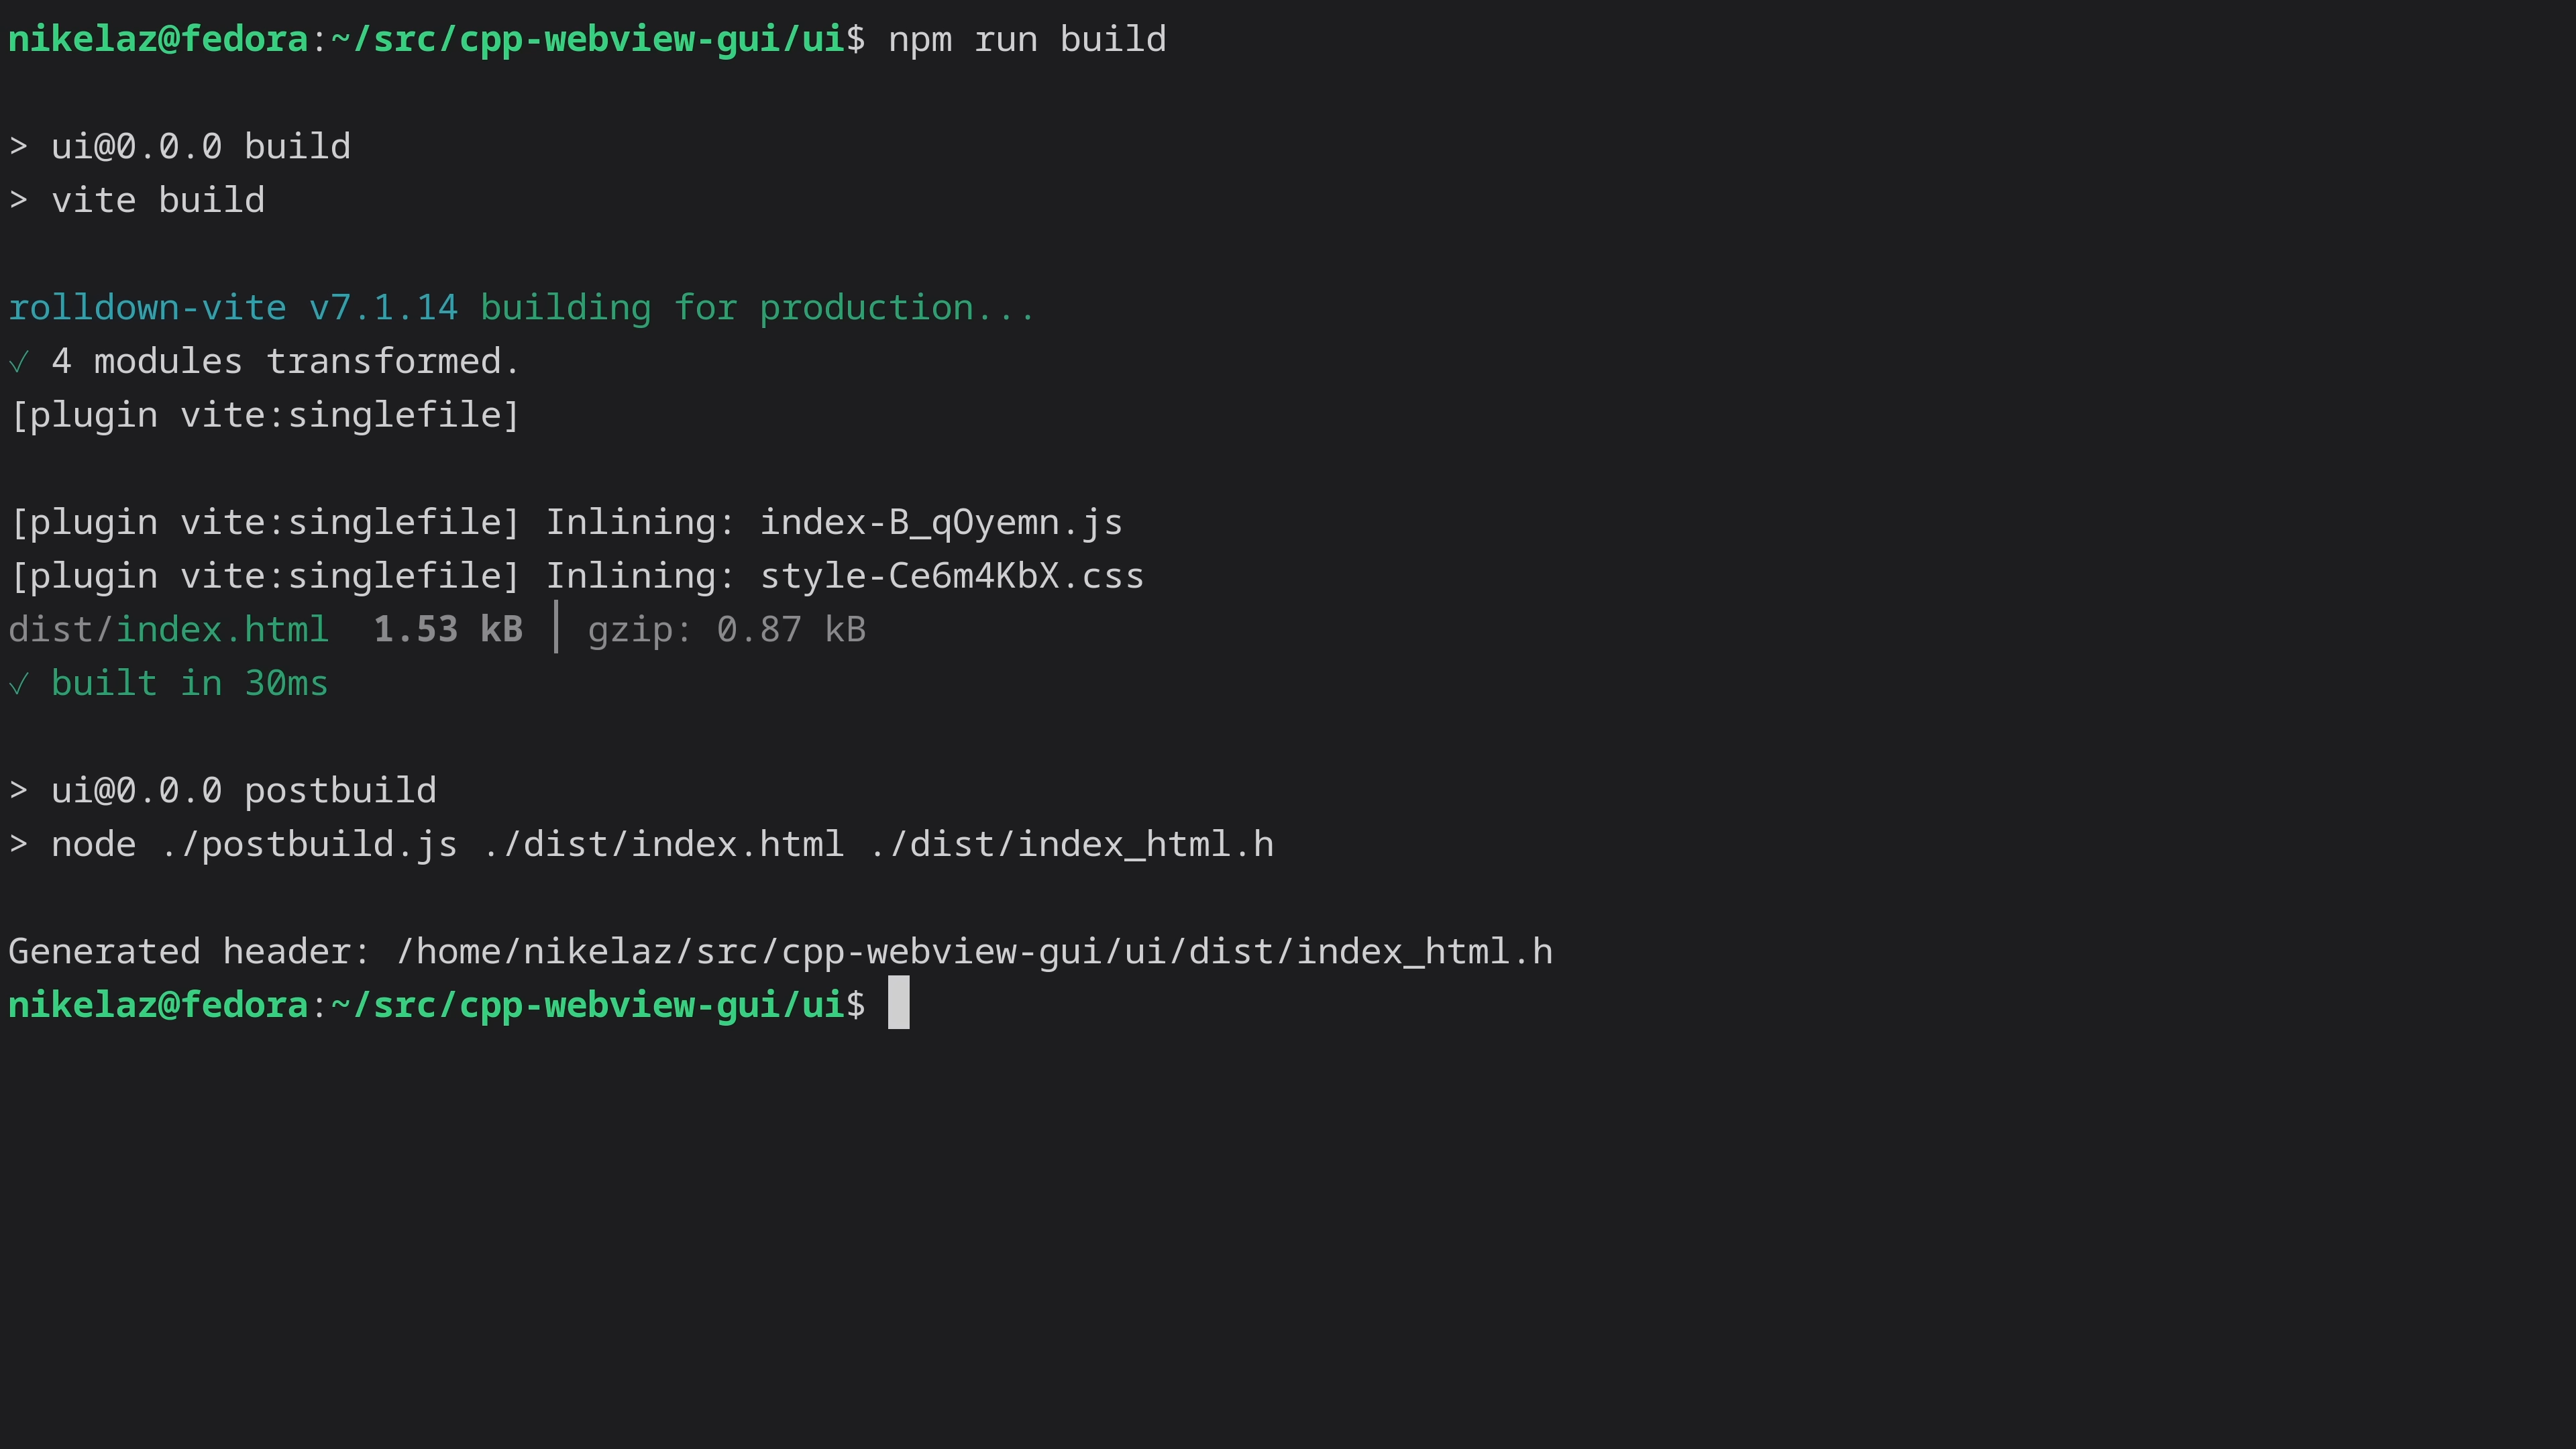 nikelaz@fedora:~/src/cpp-webview-gui/ui$ npm run build
> ui@0.0.0 build
> vite build
rolldown-vite v7.1.14 building for production...
✓ 4 modules transformed.
[plugin vite:singlefile]
[plugin vite:singlefile] Inlining: index-B_qOyemn.js
[plugin vite:singlefile] Inlining: style-Ce6m4KbX.css
dist/index.html  1.53 kB │ gzip: 0.87 kB
✓ built in 30ms
> ui@0.0.0 postbuild
> node ./postbuild.js ./dist/index.html ./dist/index_html.h
Generated header: /home/nikelaz/src/cpp-webview-gui/ui/dist/index_html.h
nikelaz@fedora:~/src/cpp-webview-gui/ui$